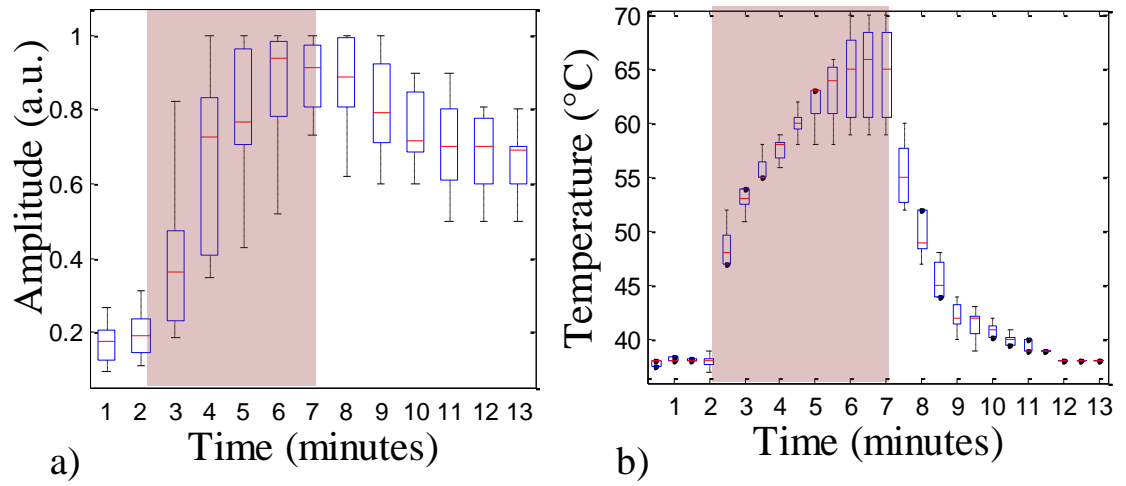 Amplitude (a.u.)
1
0.8
0.6
0.4
0.2
1 2 3 4 5 6 7 8 9 10 11 12 13
Time (minutes)
a)
Temperature (°C)
70
65
60
55
50
45
40
1 2 3 4 5 6 7 8 9 10 11 12 13
Time (minutes)
b)